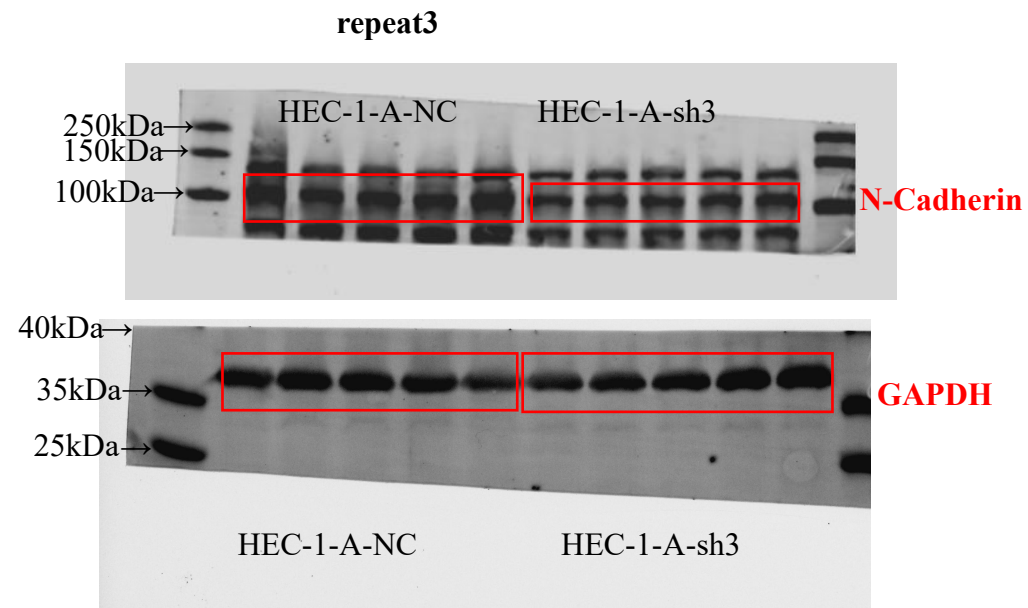 repeat3
HEC-1-A-NC HEC-1-A-sh3
250kDa→
150kDa→
100kDa→
N-Cadherin
40kDa→
35kDa→
GAPDH
25kDa→
HEC-1-A-NC HEC-1-A-sh3